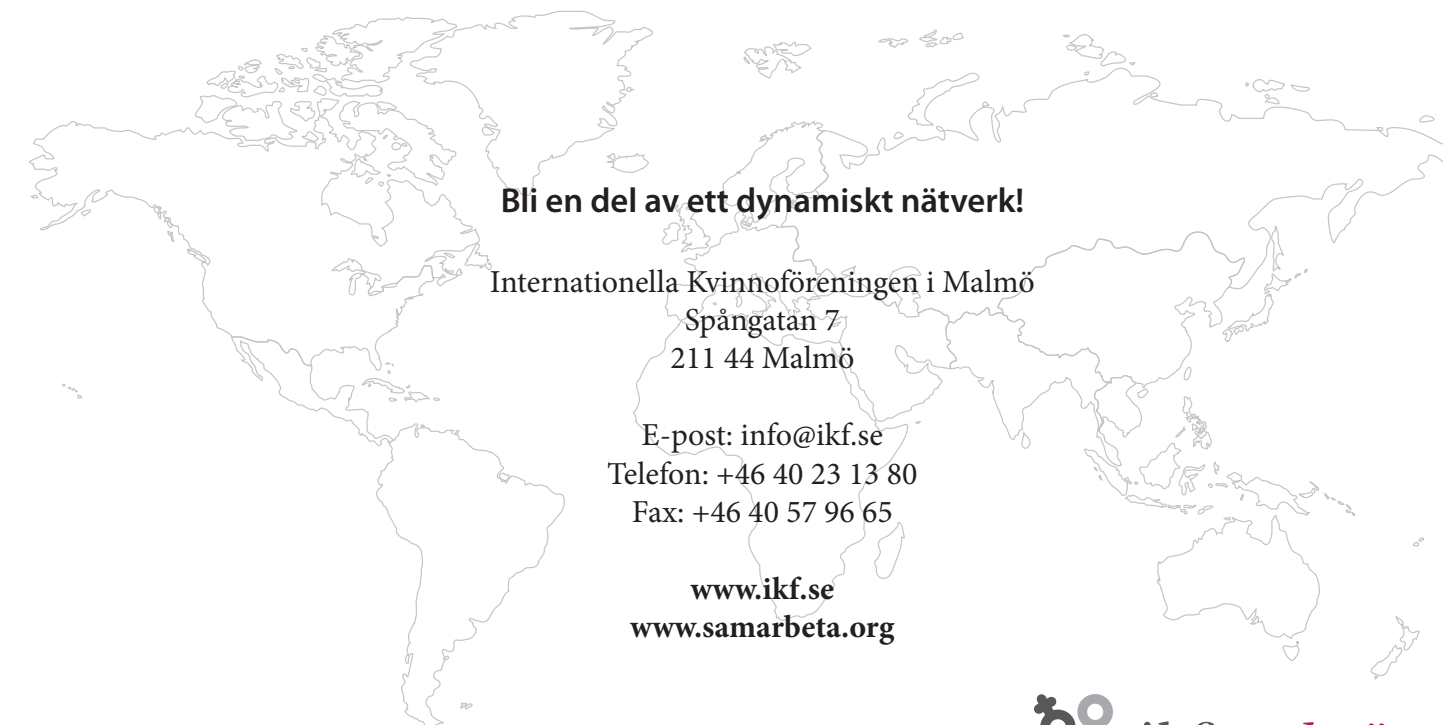 Bli en del av ett dynamiskt nätverk!
Internationella Kvinnoföreningen i Malmö
Spångatan 7
211 44 Malmö
E-post: info@ikf.se
Telefon: +46 40 23 13 80
Fax: +46 40 57 96 65
www.ikf.se
www.samarbeta.org